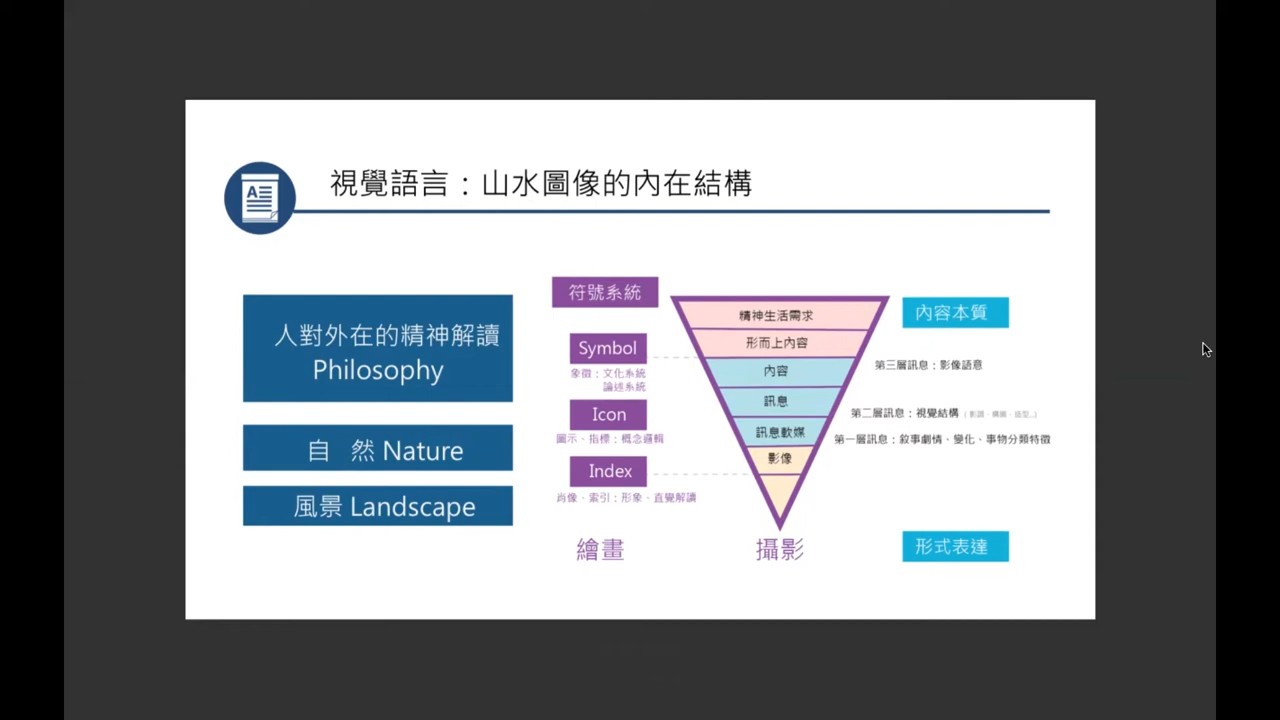 視覺語言：山水圖像的內在結構
人對外在的精神解讀
Philosophy
自 然 Nature
風景 Landscape
符號系統
Symbol
象徵：文化系統
論述系統
Icon
圖示、指標：概念邏輯
Index
肖像、索引：形象、直覺解讀
繪畫
精神生活需求
形而上內容
內容
訊息
訊息軟媒
影像
攝影
內容本質
第三層訊息：影像語意
第二層訊息：視覺結構
第一層訊息：敘事劇情、變化、事物分類特徵
形式表達